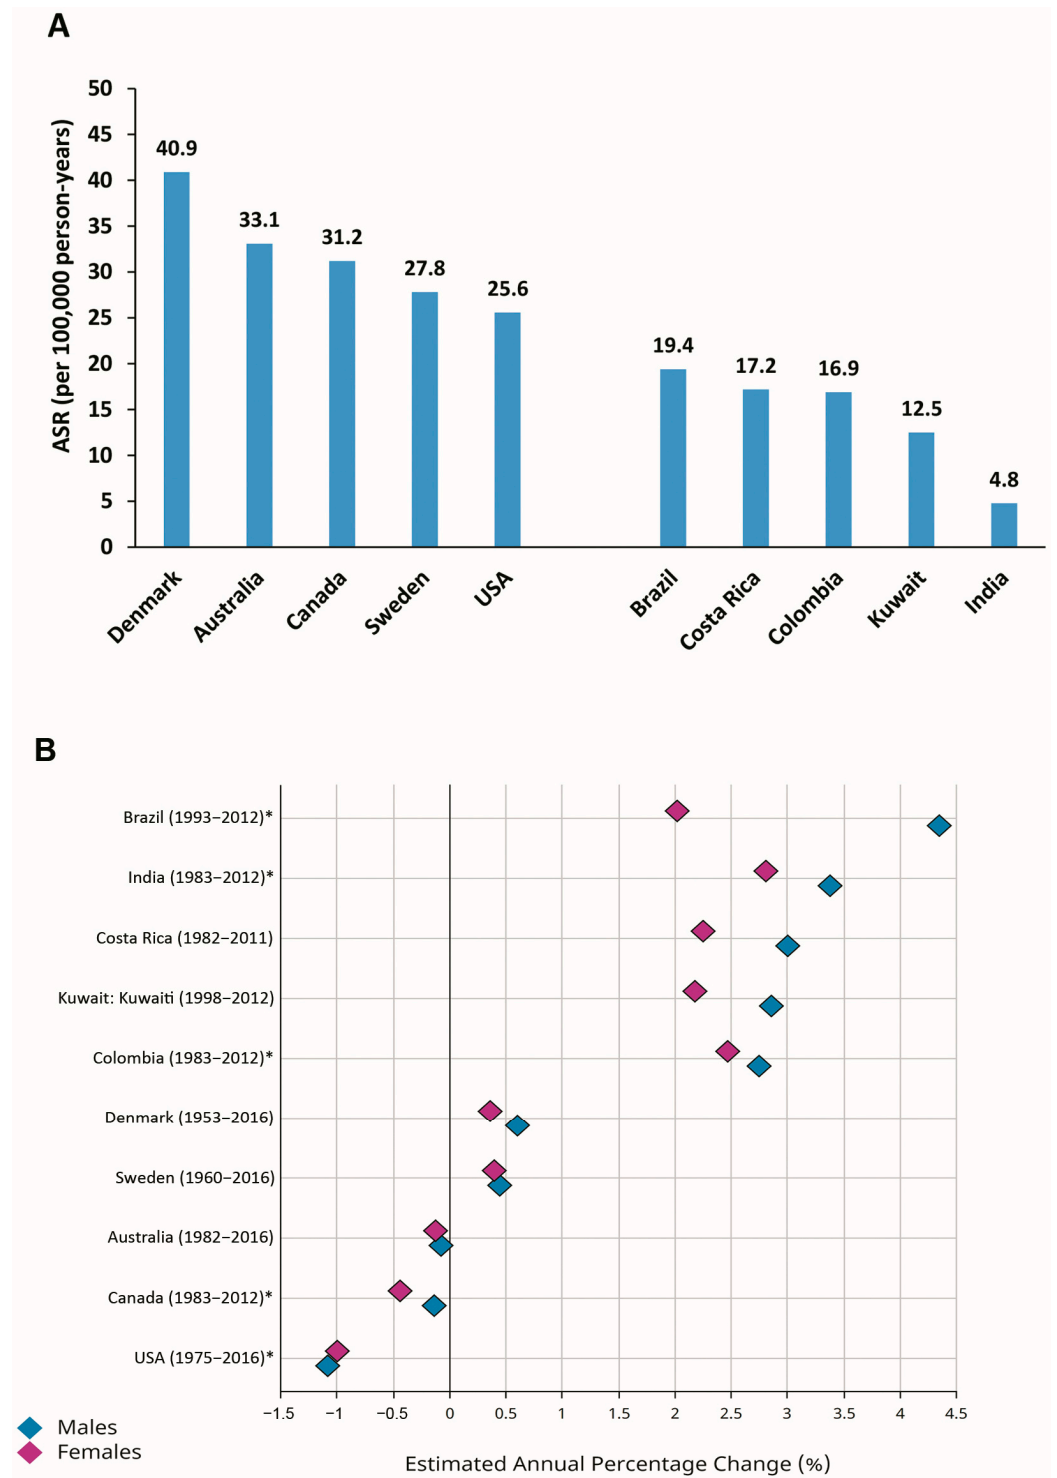 A
ASR (per 100,000 person-years)
50
45
40
35
30
25
20
15
10
5
0
40.9
33.1
31.2
27.8
25.6
19.4
17.2
16.9
12.5
4.8
Denmark
Australia
Canada
Sweden
USA
Brazil
Costa Rica
Colombia
Kuwait
India
B
Brazil (1993–2012)*
India (1983–2012)*
Costa Rica (1982–2011)
Kuwait: Kuwaiti (1998–2012)
Colombia (1983–2012)*
Denmark (1953–2016)
Sweden (1960–2016)
Australia (1982–2016)
Canada (1983–2012)*
USA (1975–2016)*
−1.5 −1 −0.5 0 0.5 1 1.5 2 2.5 3 3.5 4 4.5
Males
Females
Estimated Annual Percentage Change (%)